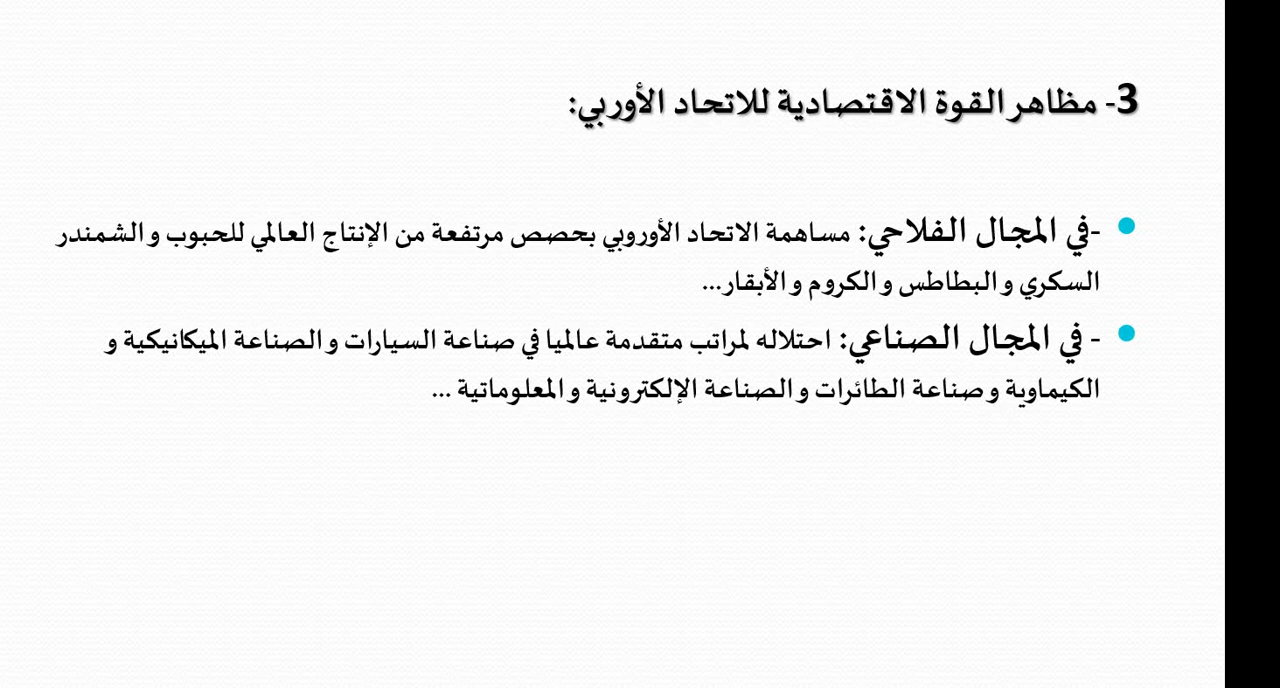 3- مظاهر القوة الاقتصادية للاتحاد الأوربي:
-في المجال الفلاحي: مساهمة الاتحاد الأوروبي بحصص مرتفعة من الإنتاج العالمي للحبوب و الشمندر
السكري و البطاطس و الكروم و الأبقار...
- في المجال الصناعي: احتلاله لمراتب متقدمة عالميا في صناعة السيارات و الصناعة الميكانيكية و
الكيماوية و صناعة الطائرات و الصناعة الإلكترونية و المعلوماتية ...